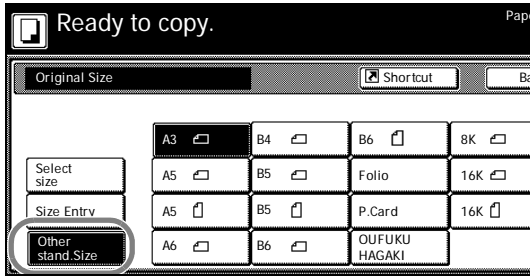 Ready to copy.
Pap
Original Size
Shortcut
Ba
A3
B4
B6
8K
Select
size
A5
B5
Folio
16K
Size Entry
A5
B5
P.Card
16K
Other
stand.Size
A6
B6
OUFUKU
HAGAKI